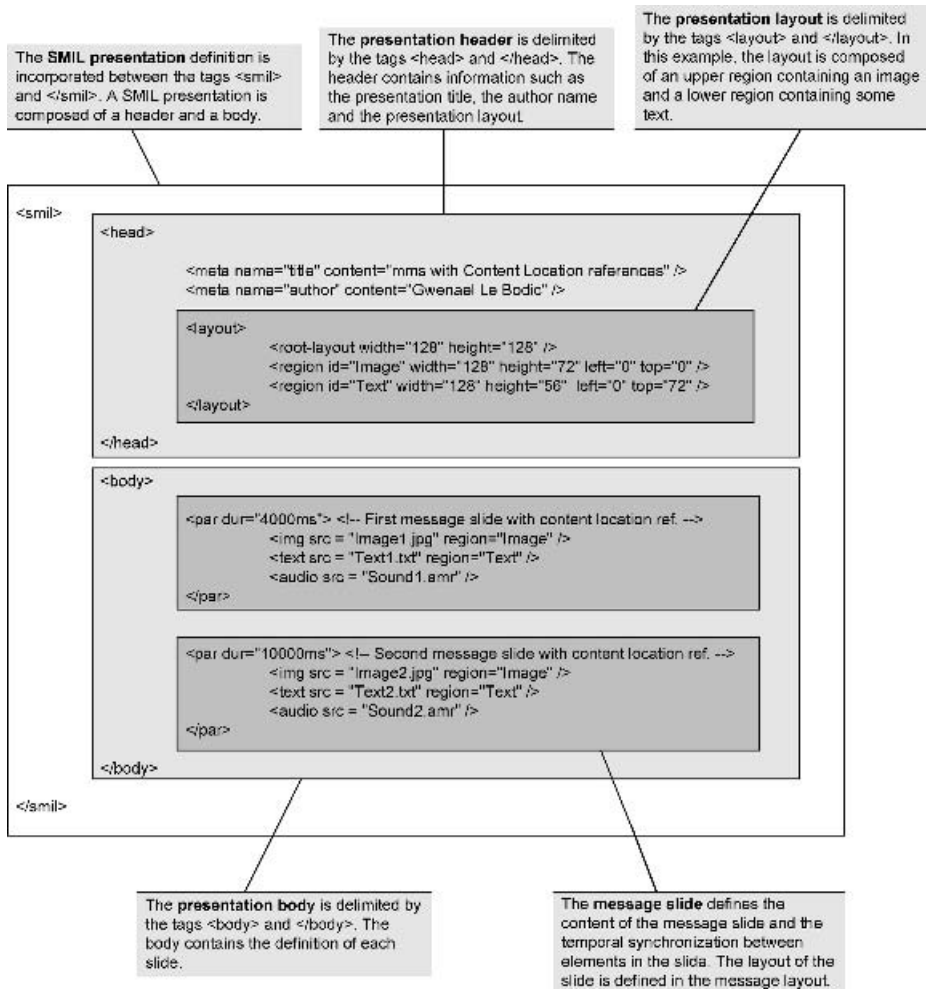 The SMIL presentation definition is
incorporated between the tags <smil>
and </smil>. A SMIL presentation is
composed of a header and a body.
The presentation header is delimited
by the tags <head> and </head>. The
header contains information such as
the presentation title, the author name
and the presentation layout.
The presentation layout is delimited
by the tags <layout> and </layout>. In
this example, the layout is composed
of an upper region containing an image
and a lower region containing some
text.
<smil>
<head>
<meta name="title" content="mms with Content Location references" />
<meta name="author" content="Gwenael Le Bodic" />
<layout>
<root-layout width="128" height="128" />
<region id="Image" width="128" height="72" left="0" top="0" />
<region id="Text" width="128" height="56" left="0" top="72" />
</layout>
</head>
<body>
<par dur="4000ms"> <!-- First message slide with content location ref. -->
<img src = "Image1.jpg" region="Image" />
<text src = "Text1.txt" region="Text" />
<audio src = "Sound1.amr" />
</par>
<par dur="10000ms"> <!-- Second message slide with content location ref. -->
<img src = "Image2.jpg" region="Image" />
<text src = "Text2.txt" region="Text" />
<audio src = "Sound2.amr" />
</par>
</body>
</smil>
The presentation body is delimited by
the tags <body> and </body>. The
body contains the definition of each
slide.
The message slide defines the
content of the message slide and the
temporal synchronization between
elements in the slide. The layout of the
slide is defined in the message layout.